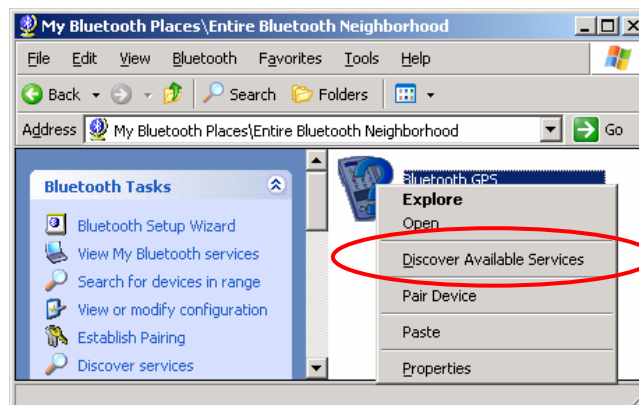 My Bluetooth Places\Entire Bluetooth Neighborhood
File Edit View Bluetooth Favorites Tools Help
Back Search Folders
Address My Bluetooth Places\Entire Bluetooth Neighborhood Go
Bluetooth Tasks
Bluetooth Setup Wizard
View My Bluetooth services
Search for devices in range
View or modify configuration
Establish Pairing
Discover services
Bluetooth GPS
Explore
Open
Discover Available Services
Pair Device
Paste
Properties